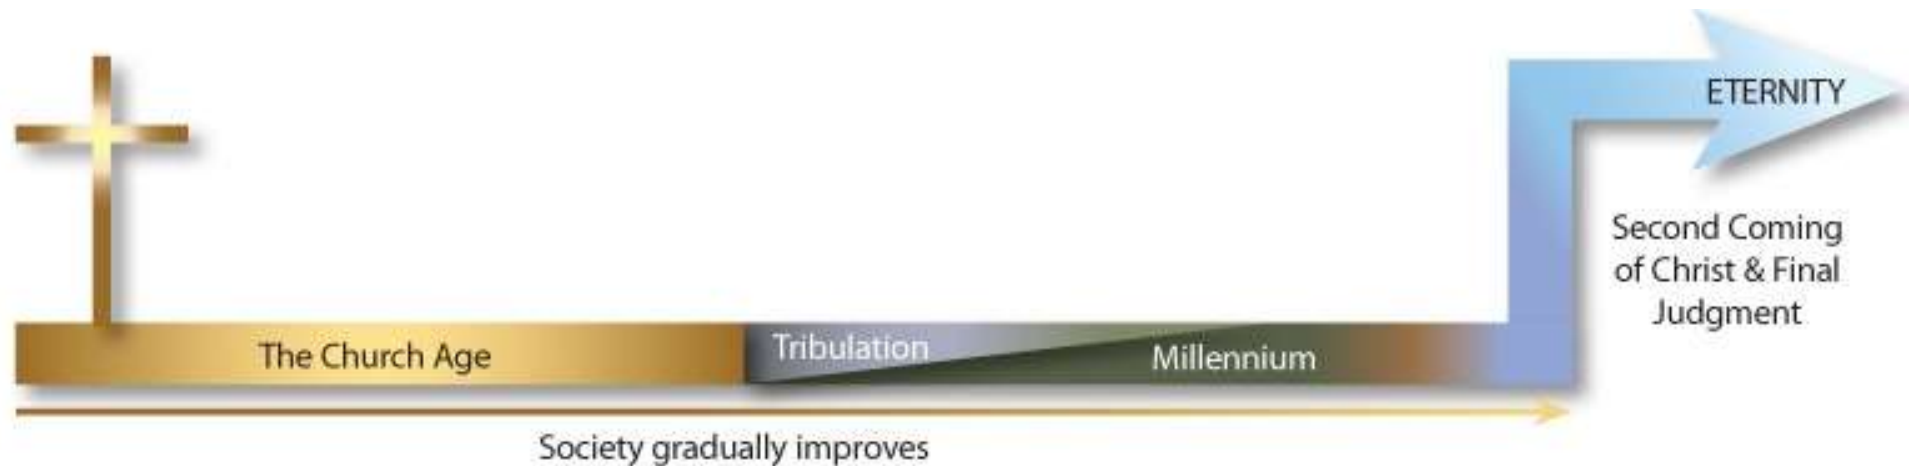 ETERNITY
Second Coming
of Christ & Final
Judgment
The Church Age
Tribulation
Millennium
Society gradually improves